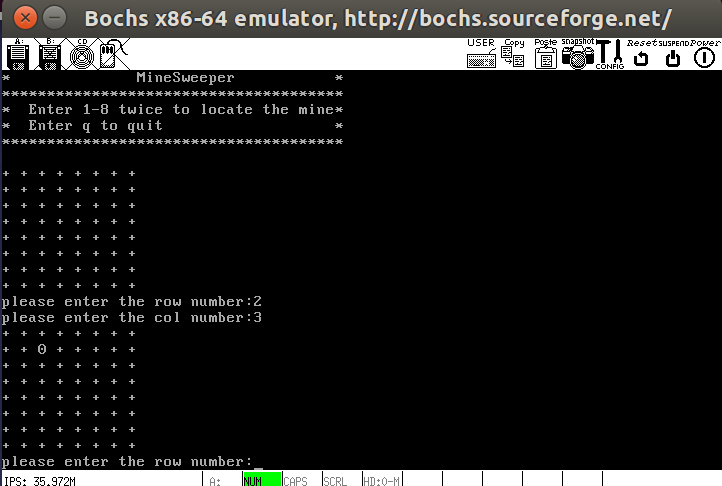 Bochs x86-64 emulator, http://bochs.sourceforge.net/
A: B: CD USER Copy Paste snapshot CONFIG Reset SUSPEND Power
* MineSweeper *
**************************************
* Enter 1-8 twice to locate the mine*
* Enter q to quit *
**************************************
+ + + + + + + +
+ + + + + + + +
+ + + + + + + +
+ + + + + + + +
+ + + + + + + +
+ + + + + + + +
+ + + + + + + +
+ + + + + + + +
please enter the row number:2
please enter the col number:3
+ + + + + + + +
+ + 0 + + + + +
+ + + + + + + +
+ + + + + + + +
+ + + + + + + +
+ + + + + + + +
+ + + + + + + +
+ + + + + + + +
please enter the row number:_
IPS: 35.972M A: NUM CAPS SCRL HD:0-M